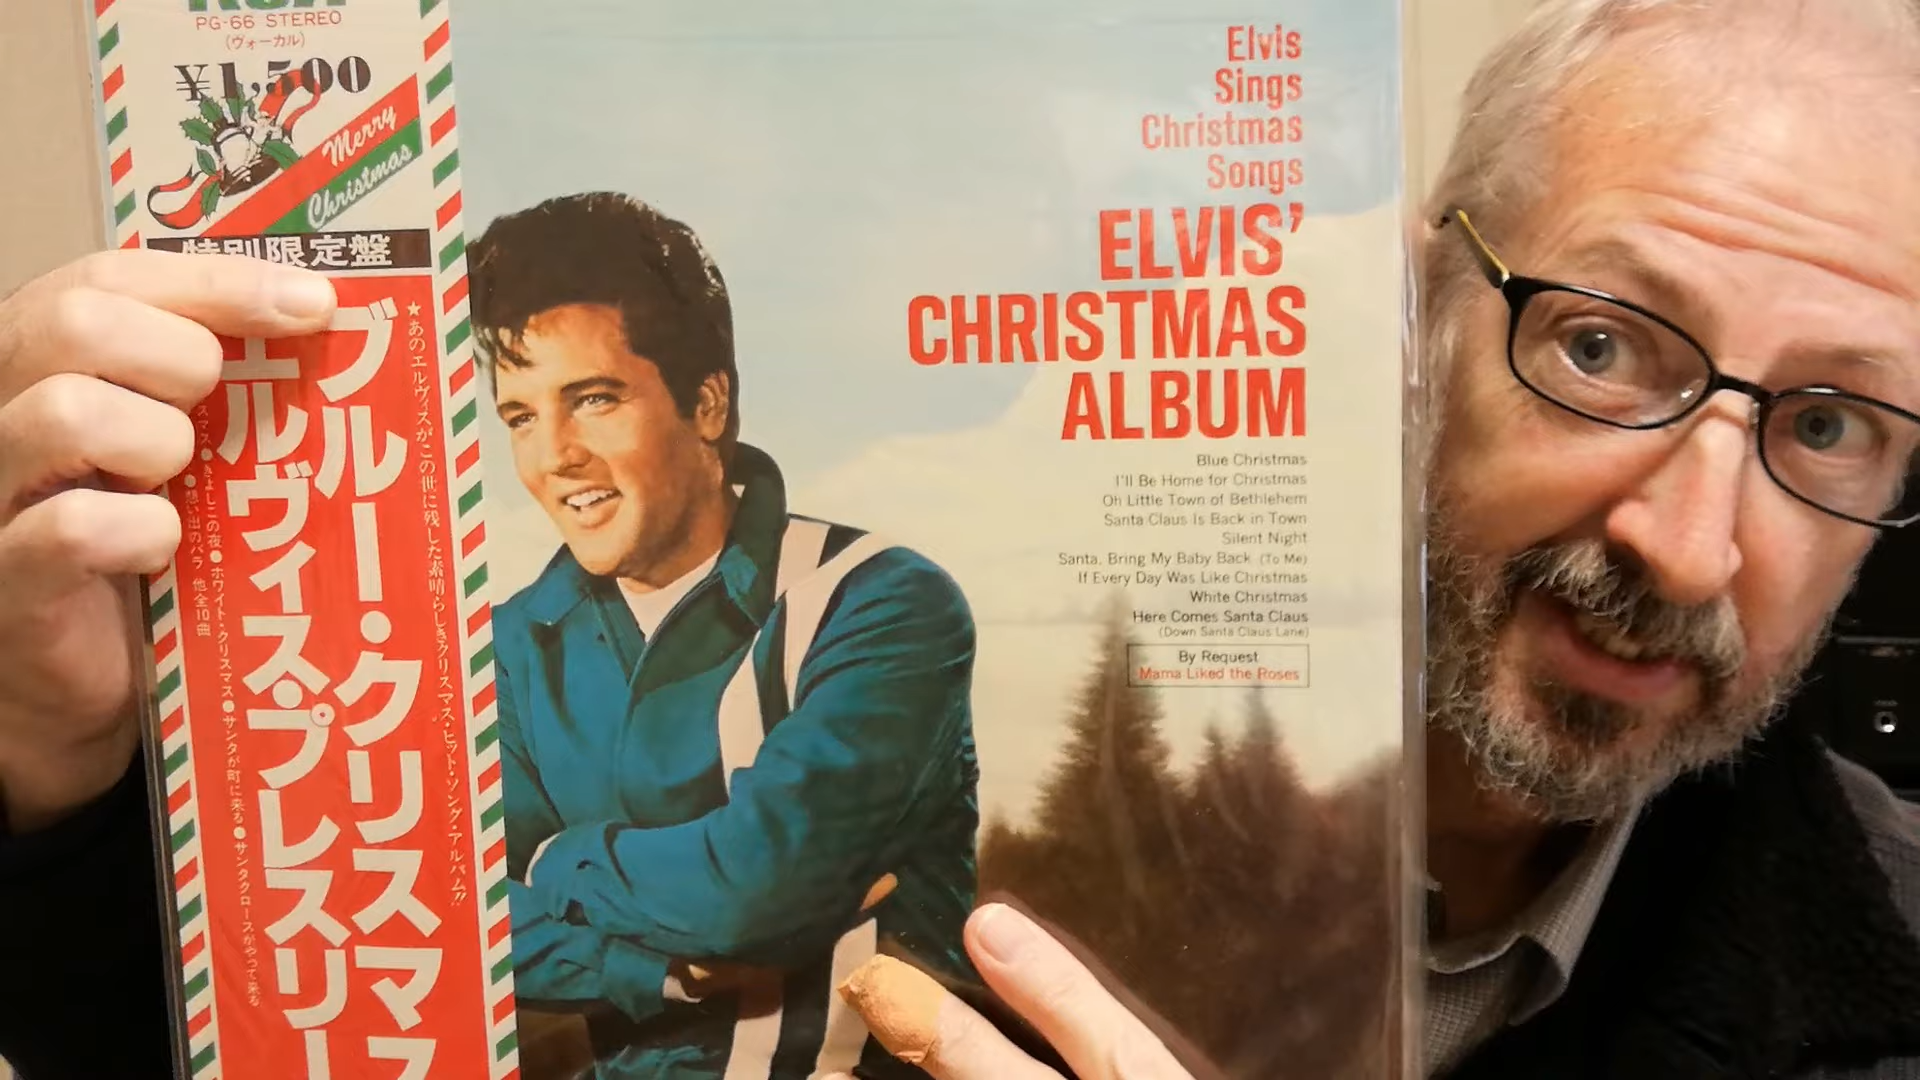 RCA
PG-66 STEREO
(ヴォーカル)
¥1,500
Merry
Christmas
特別限定盤
★あのエルヴィスがこの世に残した素晴らしきクリスマス・ヒット・ソング・アルバム!!
ブルー・クリスマス
エルヴィス・プレスリー
スマス●きよしこの夜●ホワイト・クリスマス●サンタが町に来る●サンタクロースがやって来る
●想い出のバラ 他全10曲
Elvis
Sings
Christmas
Songs
ELVIS'
CHRISTMAS
ALBUM
Blue Christmas
I'll Be Home for Christmas
Oh Little Town of Bethlehem
Santa Claus Is Back in Town
Silent Night
Santa, Bring My Baby Back (To Me)
If Every Day Was Like Christmas
White Christmas
Here Comes Santa Claus
(Down Santa Claus Lane)
By Request
Mama Liked the Roses